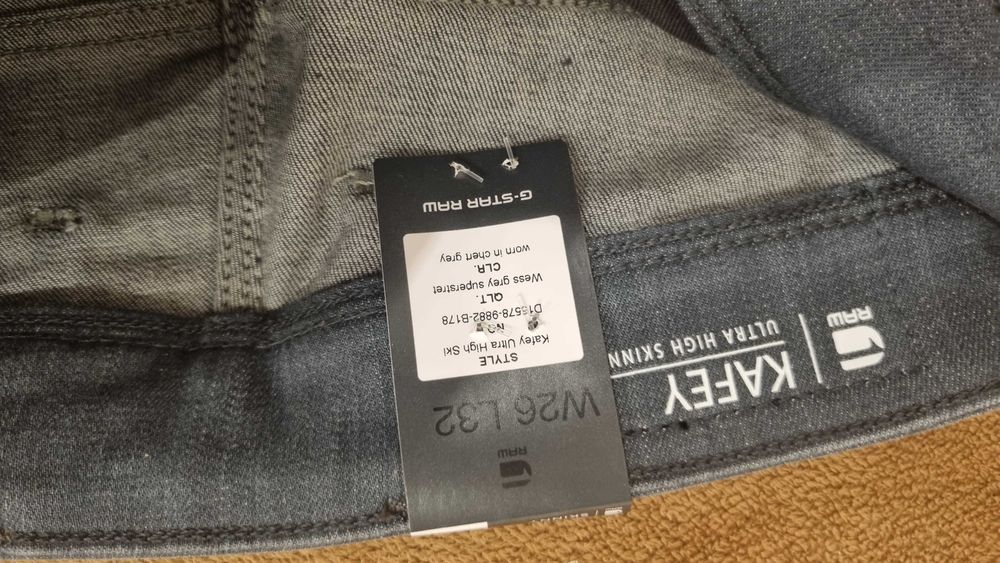 RAW
KAFEY
ULTRA HIGH SKINN
RAW
W26 L32
STYLE
Kafey Ultra High Ski
NO
D15578-9882-B178
QLT.
Wess grey superstret
CLR.
worn in chert grey
G-STAR RAW